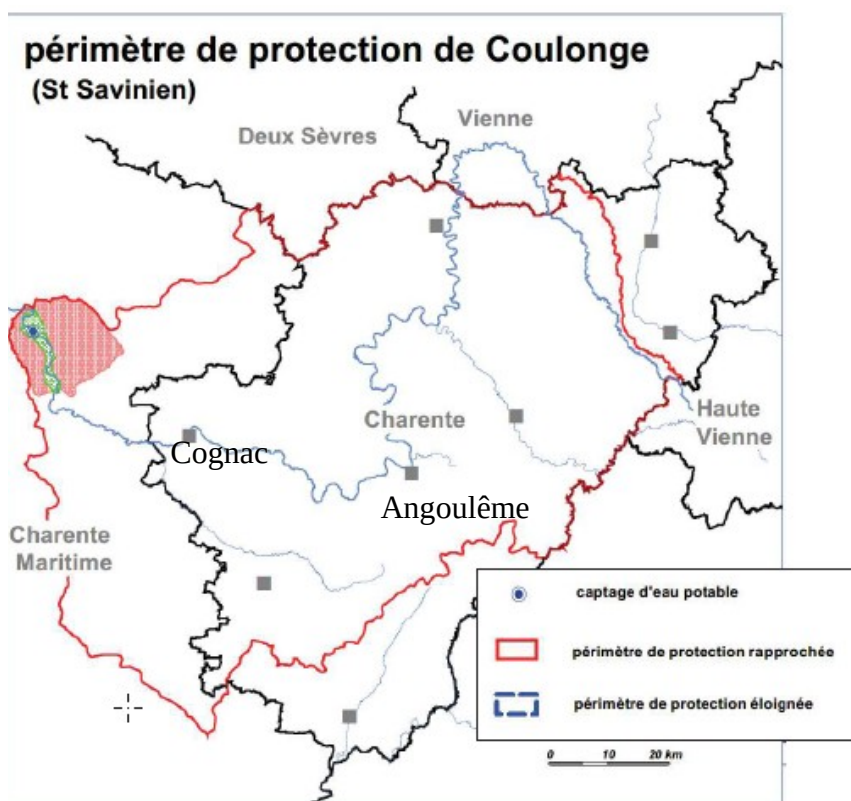 périmètre de protection de Coulonge
(St Savinien)
Vienne
Deux Sèvres
Charente
Haute
Vienne
Cognac
Angoulême
Charente
Maritime
captage d'eau potable
périmètre de protection rapprochée
périmètre de protection éloignée
0 10 20 km